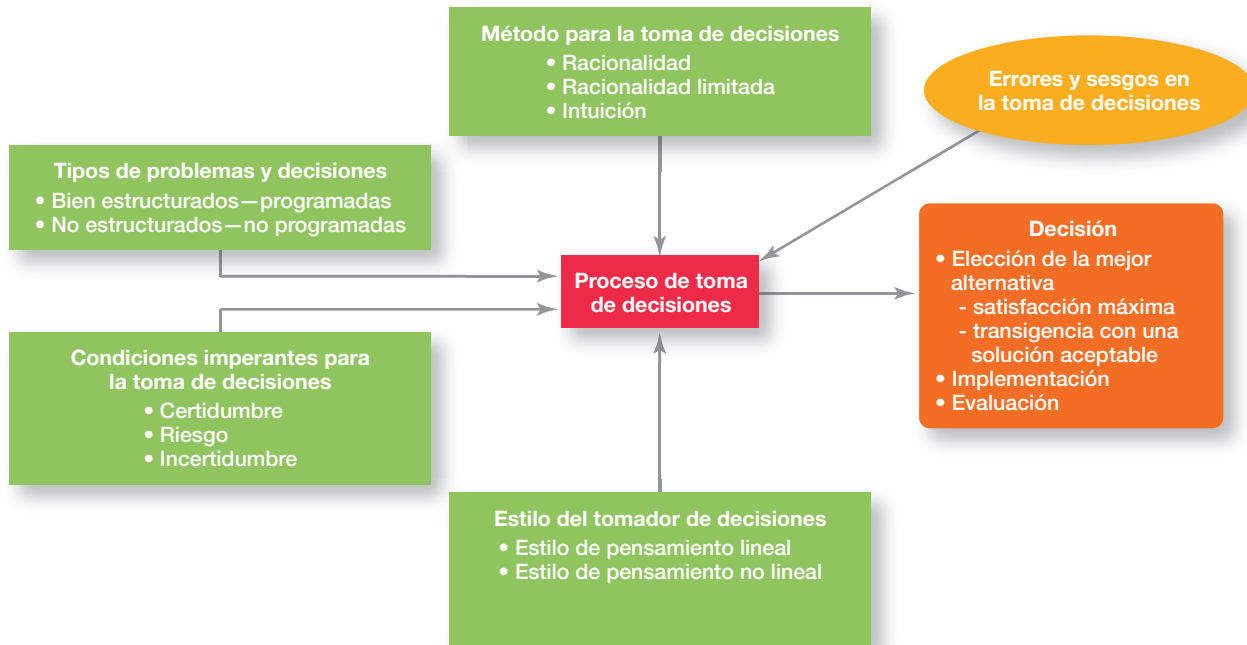 Método para la toma de decisiones
• Racionalidad
• Racionalidad limitada
• Intuición
Errores y sesgos en
la toma de decisiones
Tipos de problemas y decisiones
• Bien estructurados—programadas
• No estructurados—no programadas
Proceso de toma
de decisiones
Decisión
• Elección de la mejor
alternativa
- satisfacción máxima
- transigencia con una
solución aceptable
• Implementación
• Evaluación
Condiciones imperantes para
la toma de decisiones
• Certidumbre
• Riesgo
• Incertidumbre
Estilo del tomador de decisiones
• Estilo de pensamiento lineal
• Estilo de pensamiento no lineal